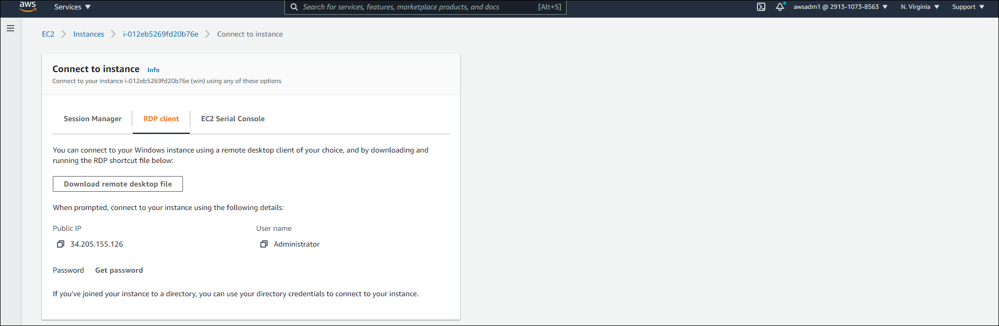 aws
Services
Search for services, features, marketplace products, and docs [Alt+S]
awsadm1 @ 2913-1073-8563
N. Virginia
Support
EC2 > Instances > i-012eb5269fd20b76e > Connect to instance
Connect to instance Info
Connect to your instance i-012eb5269fd20b76e (win) using any of these options
Session Manager
RDP client
EC2 Serial Console
You can connect to your Windows instance using a remote desktop client of your choice, and by downloading and
running the RDP shortcut file below:
Download remote desktop file
When prompted, connect to your instance using the following details:
Public IP
34.205.155.126
User name
Administrator
Password Get password
If you've joined your instance to a directory, you can use your directory credentials to connect to your instance.